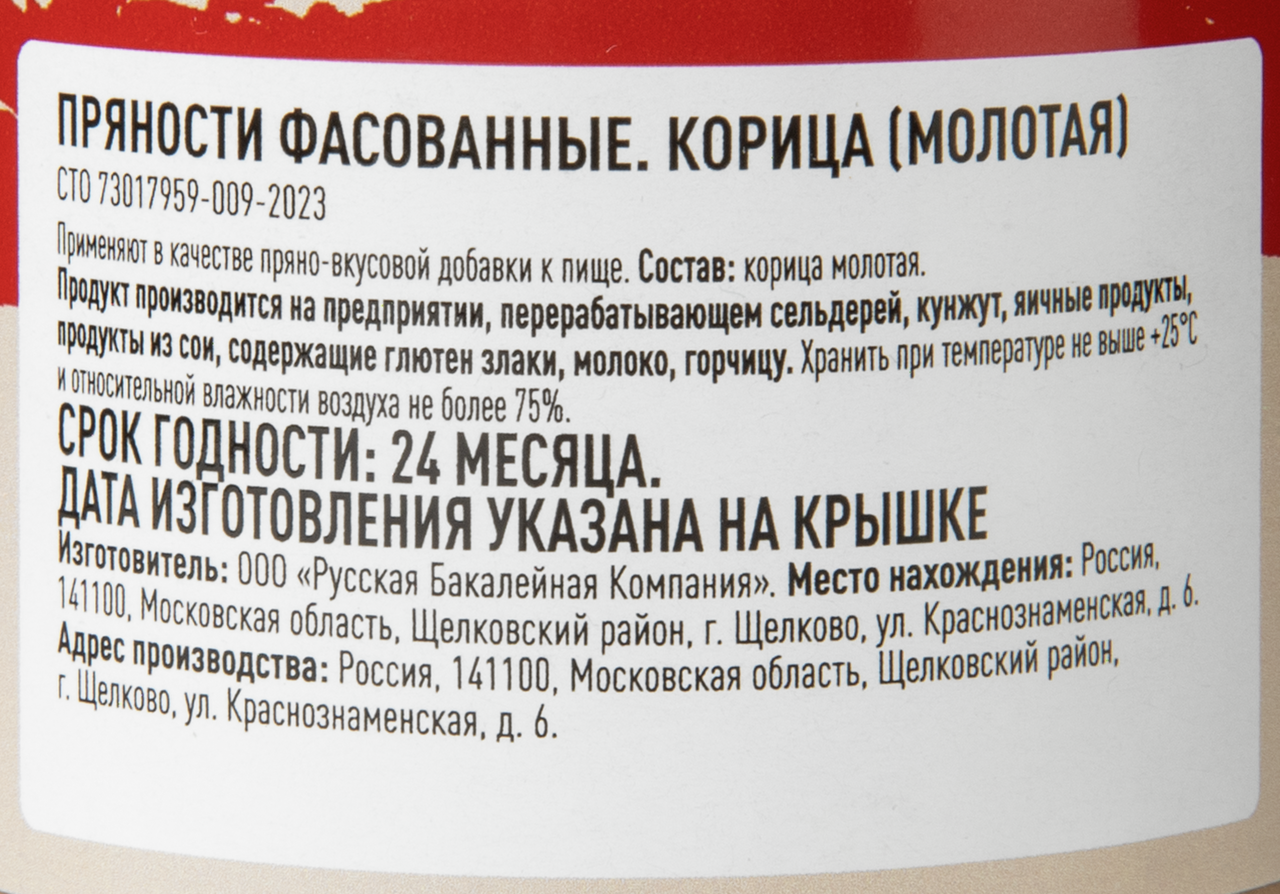 ПРЯНОСТИ ФАСОВАННЫЕ. КОРИЦА (МОЛОТАЯ)
СТО 73017959-009-2023
Применяют в качестве пряно-вкусовой добавки к пище. Состав: корица молотая.
Продукт производится на предприятии, перерабатывающем сельдерей, кунжут, яичные продукты,
продукты из сои, содержащие глютен злаки, молоко, горчицу. Хранить при температуре не выше +25°С
и относительной влажности воздуха не более 75%.
СРОК ГОДНОСТИ: 24 МЕСЯЦА.
ДАТА ИЗГОТОВЛЕНИЯ УКАЗАНА НА КРЫШКЕ
Изготовитель: ООО «Русская Бакалейная Компания». Место нахождения: Россия,
141100, Московская область, Щелковский район, г. Щелково, ул. Краснознаменская, д. 6.
Адрес производства: Россия, 141100, Московская область, Щелковский район,
г. Щелково, ул. Краснознаменская, д. 6.